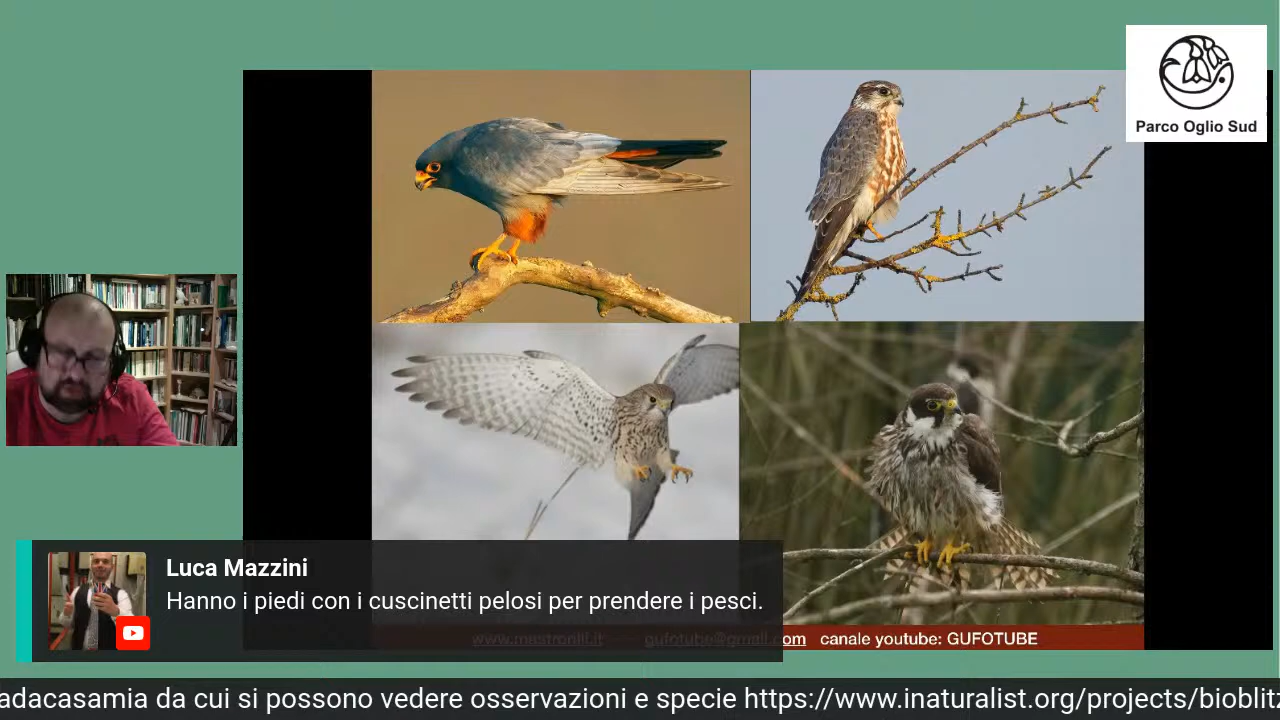 Parco Oglio Sud
Luca Mazzini
Hanno i piedi con i cuscinetti pelosi per prendere i pesci.
www.mastrorilli.it gufotube@gmail.com canale youtube: GUFOTUBE
adacasamia da cui si possono vedere osservazioni e specie https://www.inaturalist.org/projects/bioblitz